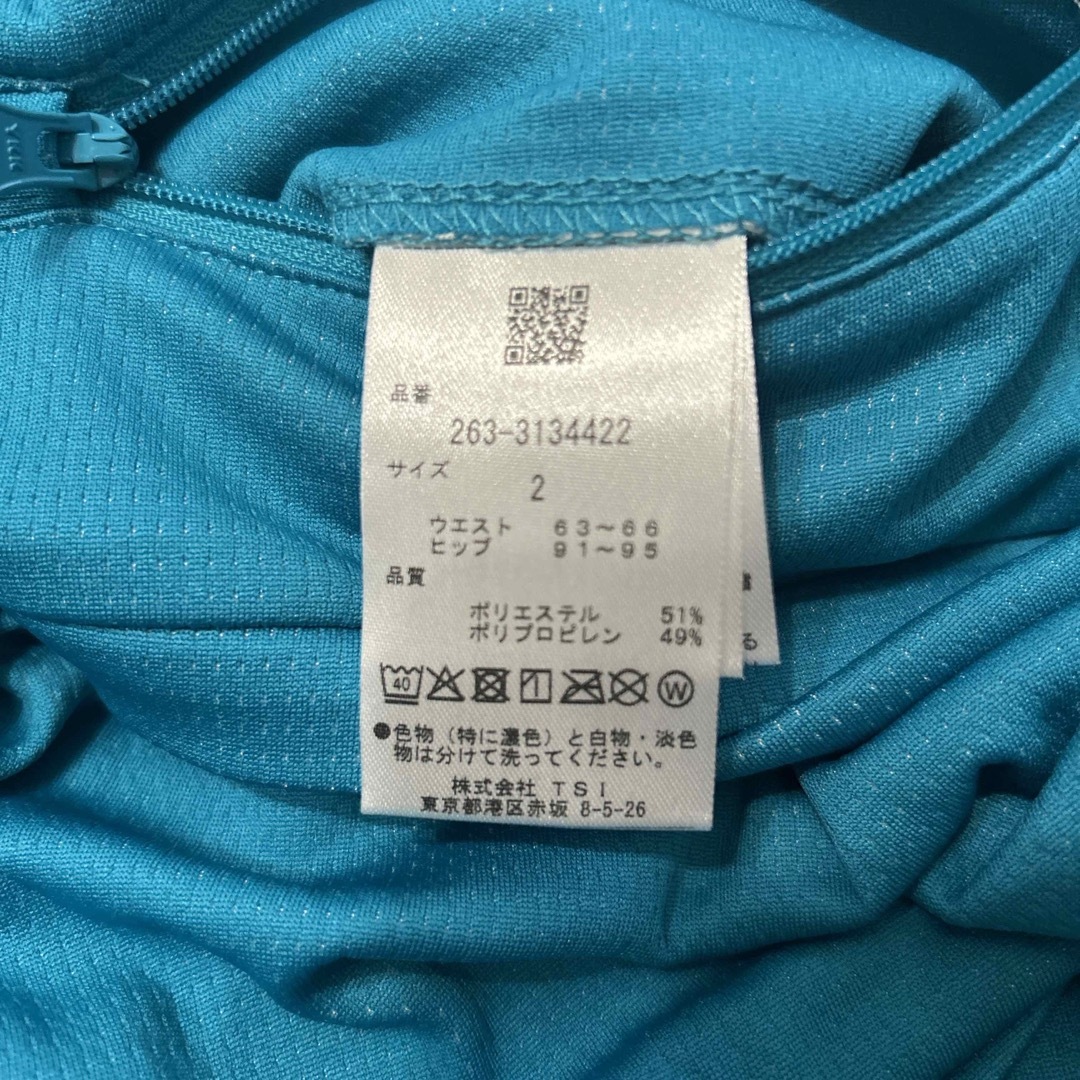 品番
263-3134422
サイズ
2
ウエスト 63～66
ヒップ 91～95
品質
ポリエステル 51%
ポリプロピレン 49%
40 W
●色物（特に濃色）と白物・淡色
物は分けて洗ってください。
株式会社 TSI
東京都港区赤坂 8-5-26
る